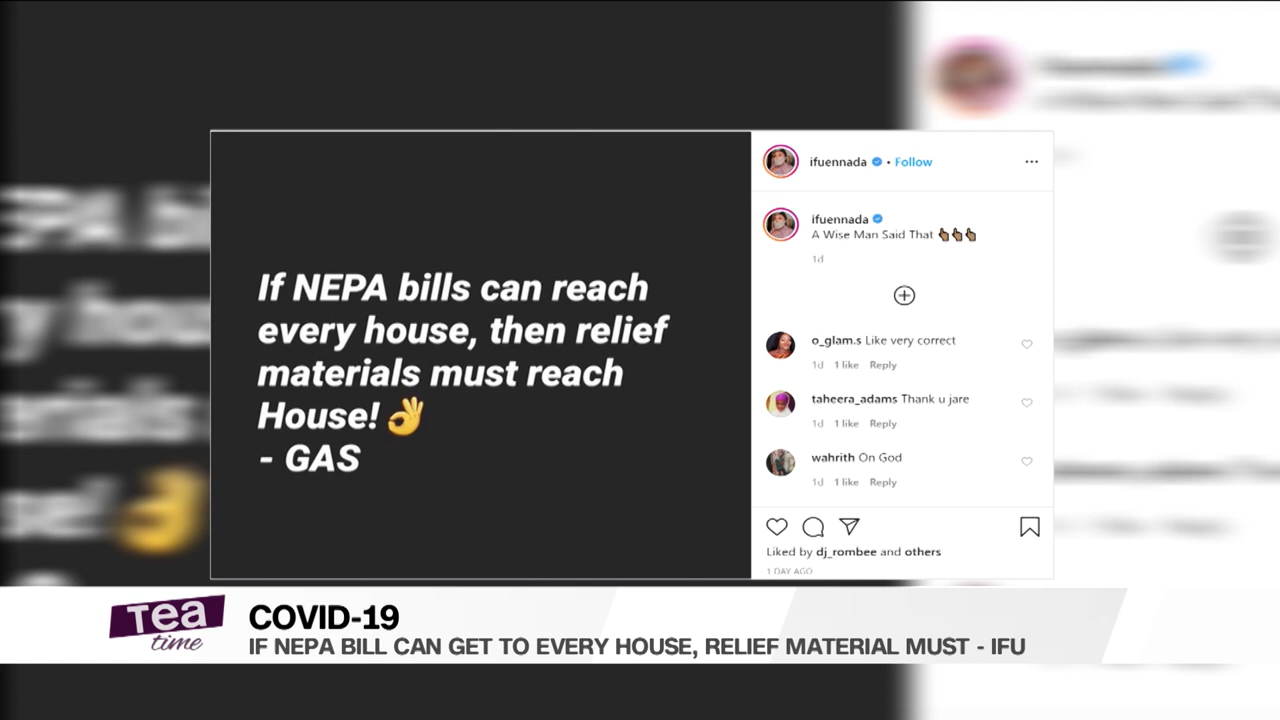 ifuennada • Follow
ifuennada
A Wise Man Said That 👆🏽👆🏽👆🏽
1d
If NEPA bills can reach
every house, then relief
materials must reach
House! 👌
- GAS
o_glam.s Like very correct
1d 1 like Reply
taheera_adams Thank u jare
1d 1 like Reply
wahrith On God
1d 1 like Reply
Liked by dj_rombee and others
1 DAY AGO
Tea
time
COVID-19
IF NEPA BILL CAN GET TO EVERY HOUSE, RELIEF MATERIAL MUST - IFU